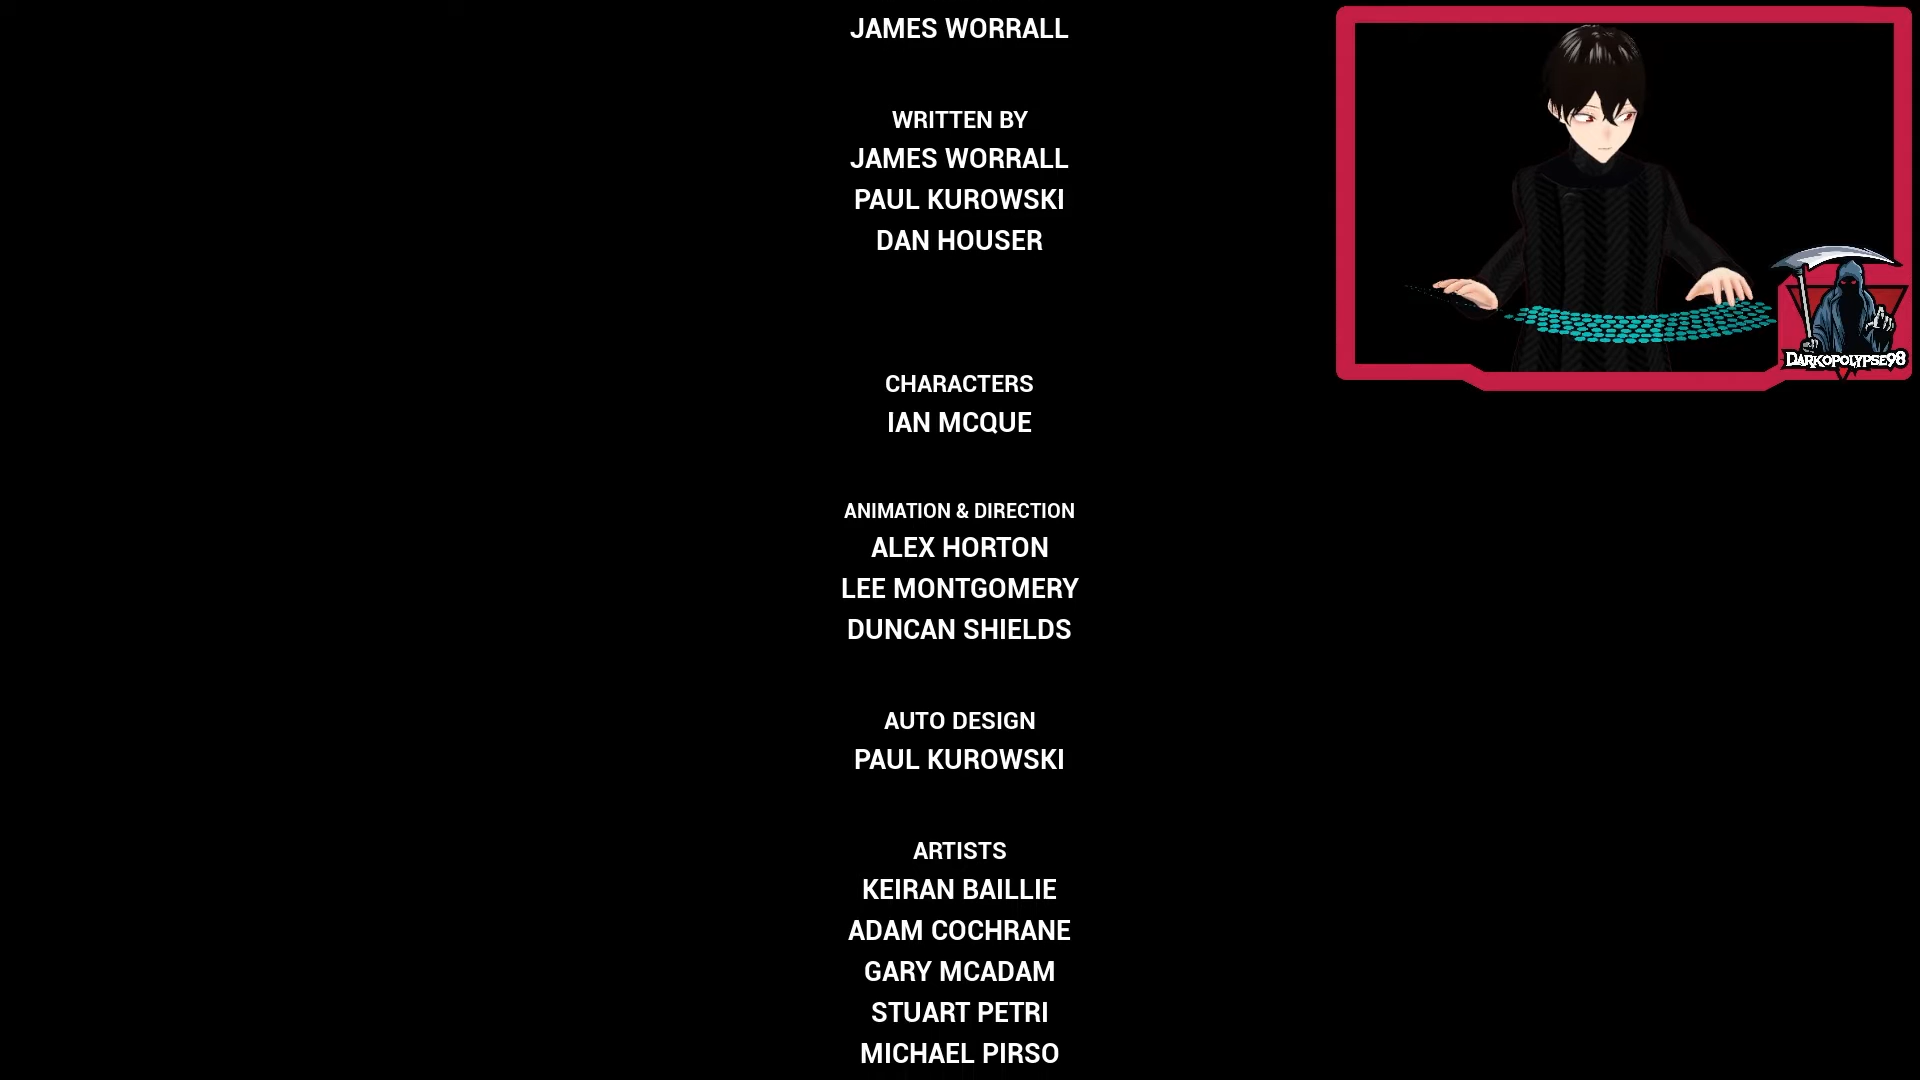 JAMES WORRALL
WRITTEN BY
JAMES WORRALL
PAUL KUROWSKI
DAN HOUSER
CHARACTERS
IAN MCQUE
ANIMATION & DIRECTION
ALEX HORTON
LEE MONTGOMERY
DUNCAN SHIELDS
AUTO DESIGN
PAUL KUROWSKI
ARTISTS
KEIRAN BAILLIE
ADAM COCHRANE
GARY MCADAM
STUART PETRI
MICHAEL PIRSO
DARKOPOLYPSE98